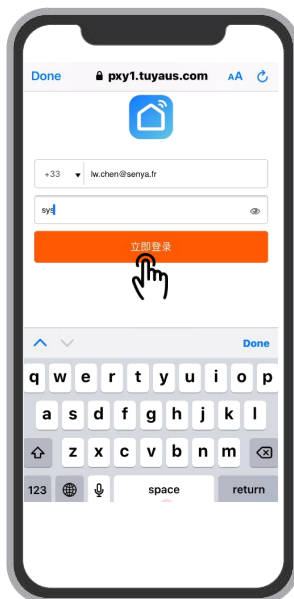 Done pxy1.tuyaus.com AA
+33 lw.chen@senya.fr
sys
立即登录
Done
q w e r t y u i o p
a s d f g h j k l
z x c v b n m
123 space return